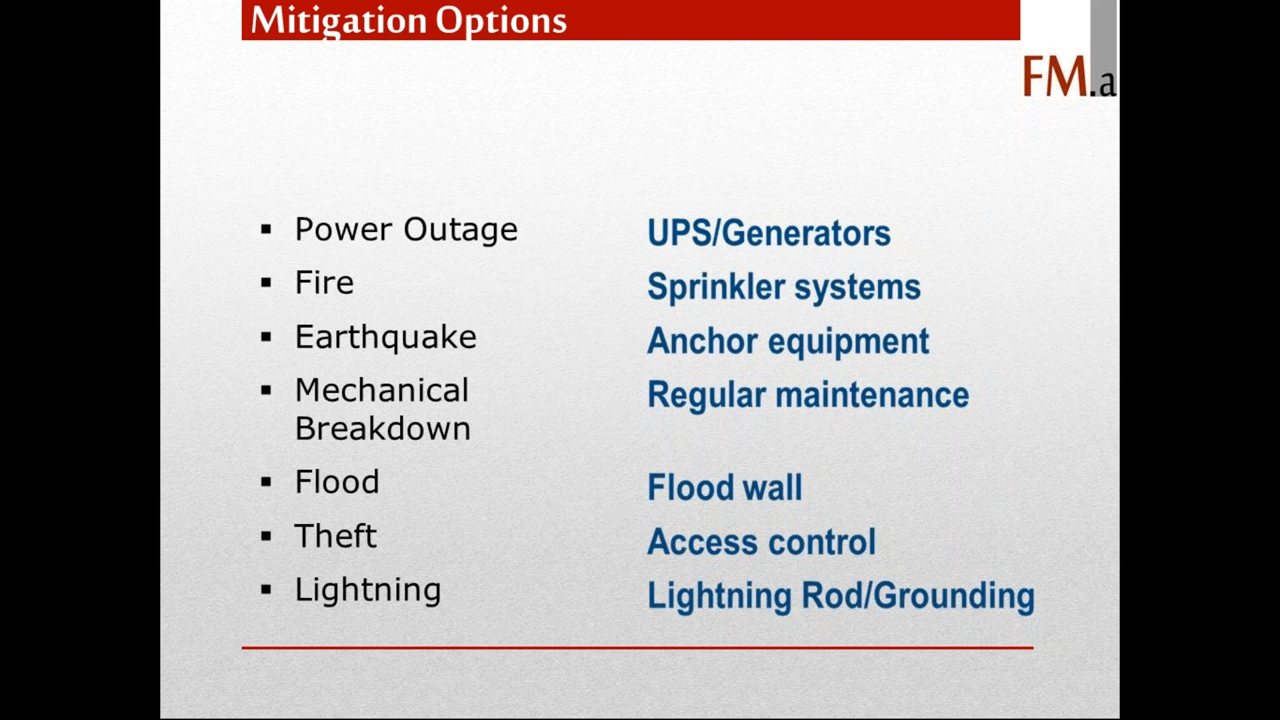 Mitigation Options
FM.a
▪ Power Outage UPS/Generators
▪ Fire Sprinkler systems
▪ Earthquake Anchor equipment
▪ Mechanical Regular maintenance
Breakdown
▪ Flood Flood wall
▪ Theft Access control
▪ Lightning Lightning Rod/Grounding